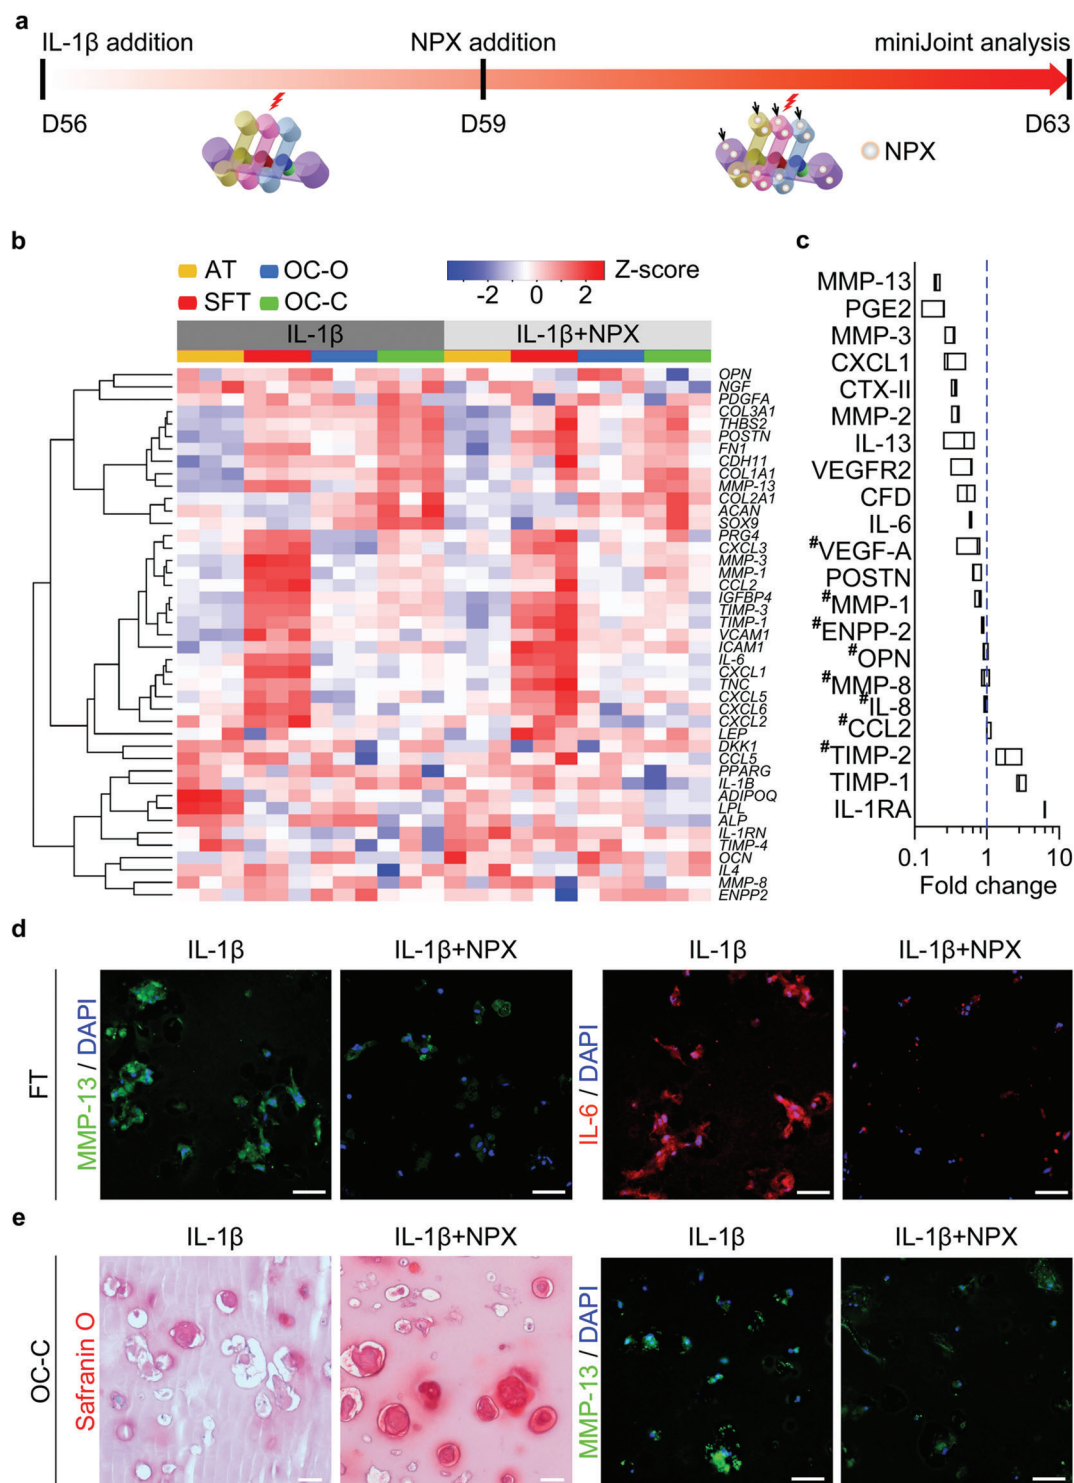 a
IL-1β addition NPX addition miniJoint analysis
D56 D59 D63
NPX
b
AT OC-O
SFT OC-C
Z-score
-2 0 2
IL-1β IL-1β+NPX
OPN
NGF
PDGFA
COL3A1
THBS2
POSTN
FN1
CDH11
COL1A1
MMP-13
COL2A1
ACAN
SOX9
PRG4
CXCL3
MMP-3
MMP-1
CCL2
IGFBP4
TIMP-3
TIMP-1
VCAM1
ICAM1
IL-6
CXCL1
TNC
CXCL5
CXCL6
CXCL2
LEP
DKK1
CCL5
PPARG
IL-1B
ADIPOQ
LPL
ALP
IL-1RN
TIMP-4
OCN
IL4
MMP-8
ENPP2
c
MMP-13
PGE2
MMP-3
CXCL1
CTX-II
MMP-2
IL-13
VEGFR2
CFD
IL-6
#VEGF-A
POSTN
#MMP-1
#ENPP-2
#OPN
#MMP-8
#IL-8
#CCL2
#TIMP-2
TIMP-1
IL-1RA
0.1 1 10
Fold change
d
IL-1β IL-1β+NPX IL-1β IL-1β+NPX
FT
MMP-13 / DAPI
IL-6 / DAPI
e
IL-1β IL-1β+NPX IL-1β IL-1β+NPX
OC-C
Safranin O
MMP-13 / DAPI